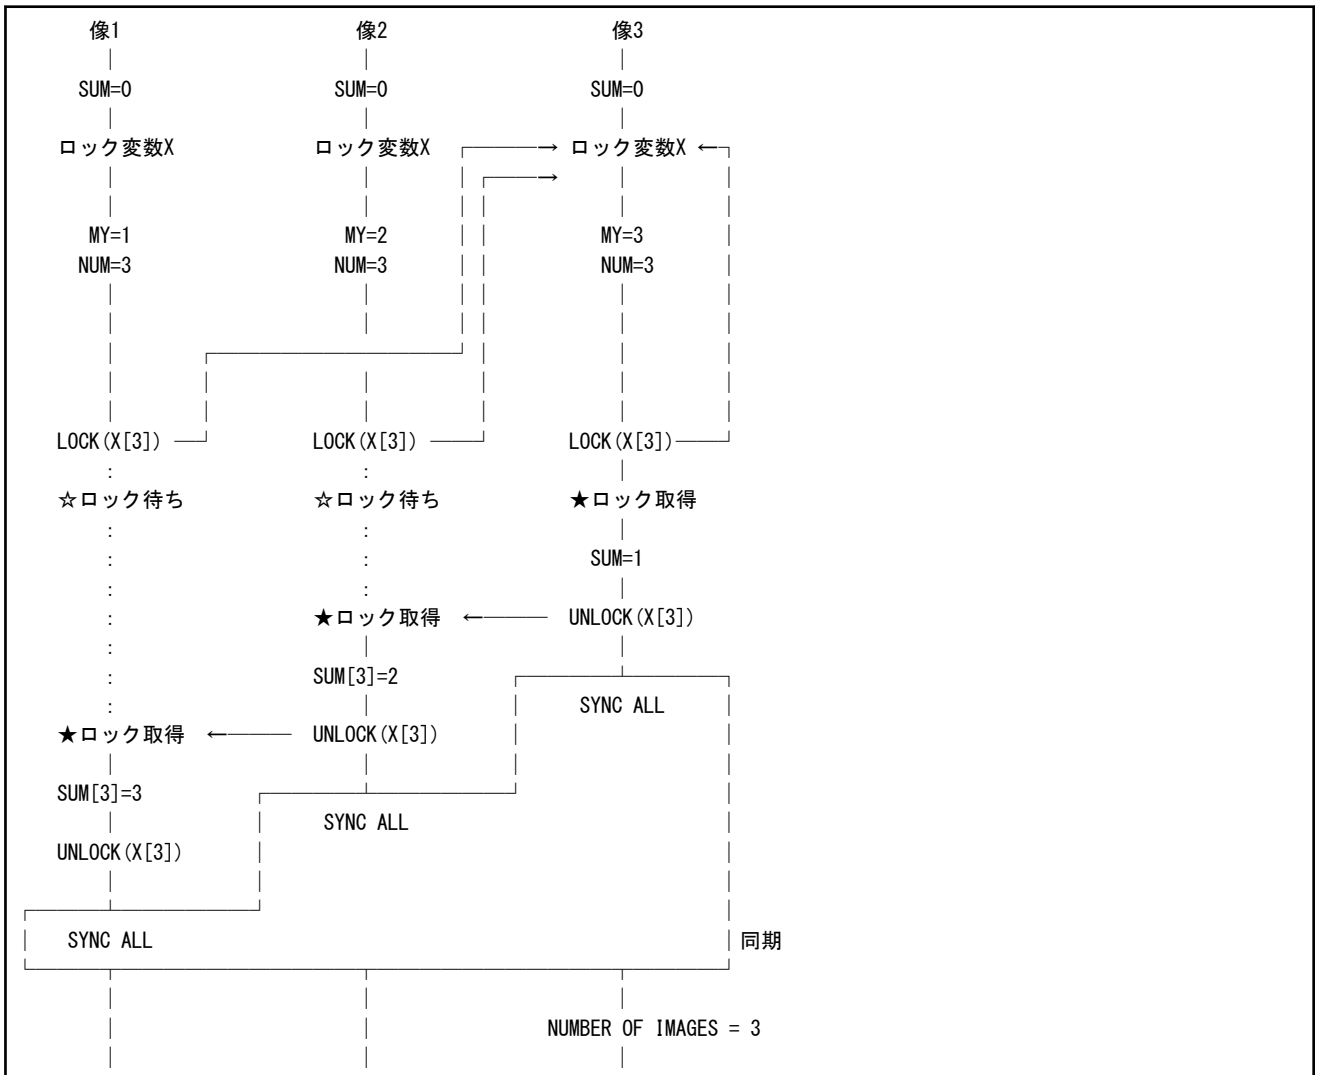 像1 像2 像3
SUM=0 SUM=0 SUM=0
ロック変数X ロック変数X → ロック変数X ←
→
MY=1 MY=2 MY=3
NUM=3 NUM=3 NUM=3
LOCK(X[3]) LOCK(X[3]) LOCK(X[3])
: :
☆ロック待ち ☆ロック待ち ★ロック取得
: :
: : SUM=1
: :
: ★ロック取得 ← UNLOCK(X[3])
:
: SUM[3]=2
: SYNC ALL
★ロック取得 ← UNLOCK(X[3])
SUM[3]=3
SYNC ALL
UNLOCK(X[3])
SYNC ALL 同期
NUMBER OF IMAGES = 3